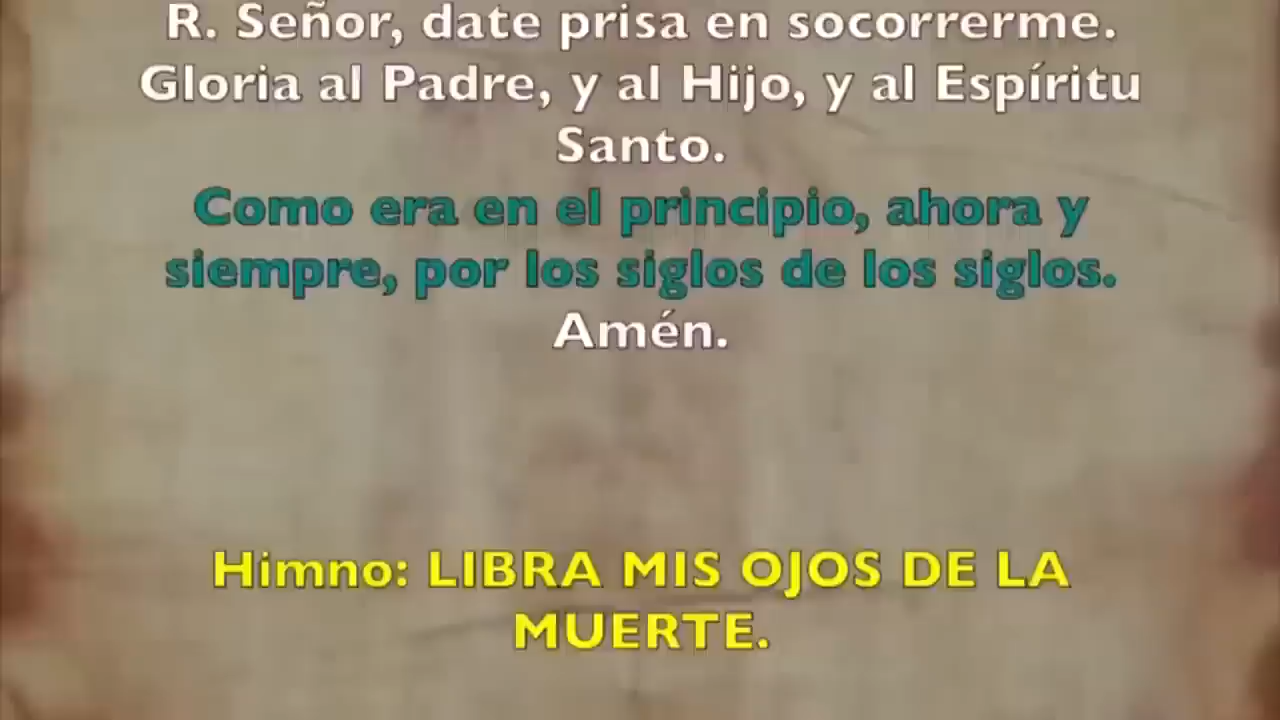 R. Señor, date prisa en socorrerme.
Gloria al Padre, y al Hijo, y al Espíritu
Santo.
Como era en el principio, ahora y
siempre, por los siglos de los siglos.
Amén.
Himno: LIBRA MIS OJOS DE LA
MUERTE.